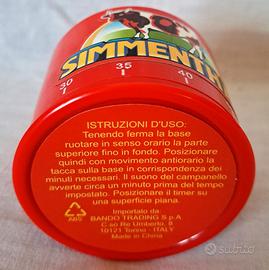 SIMMENTH
30
35
40
ISTRUZIONI D'USO:
Tenendo ferma la base
ruotare in senso orario la parte
superiore fino in fondo. Posizionare
quindi con movimento antiorario la
tacca sulla base in corrispondenza dei
minuti necessari. Il suono del campanello
avverte circa un minuto prima del tempo
impostato. Posizionare il timer su
una superficie piana.
ABS
Importato da
BANDO TRADING S.p.A
C.so Re Umberto, 8
10121 Torino - ITALY
Made in China
subito